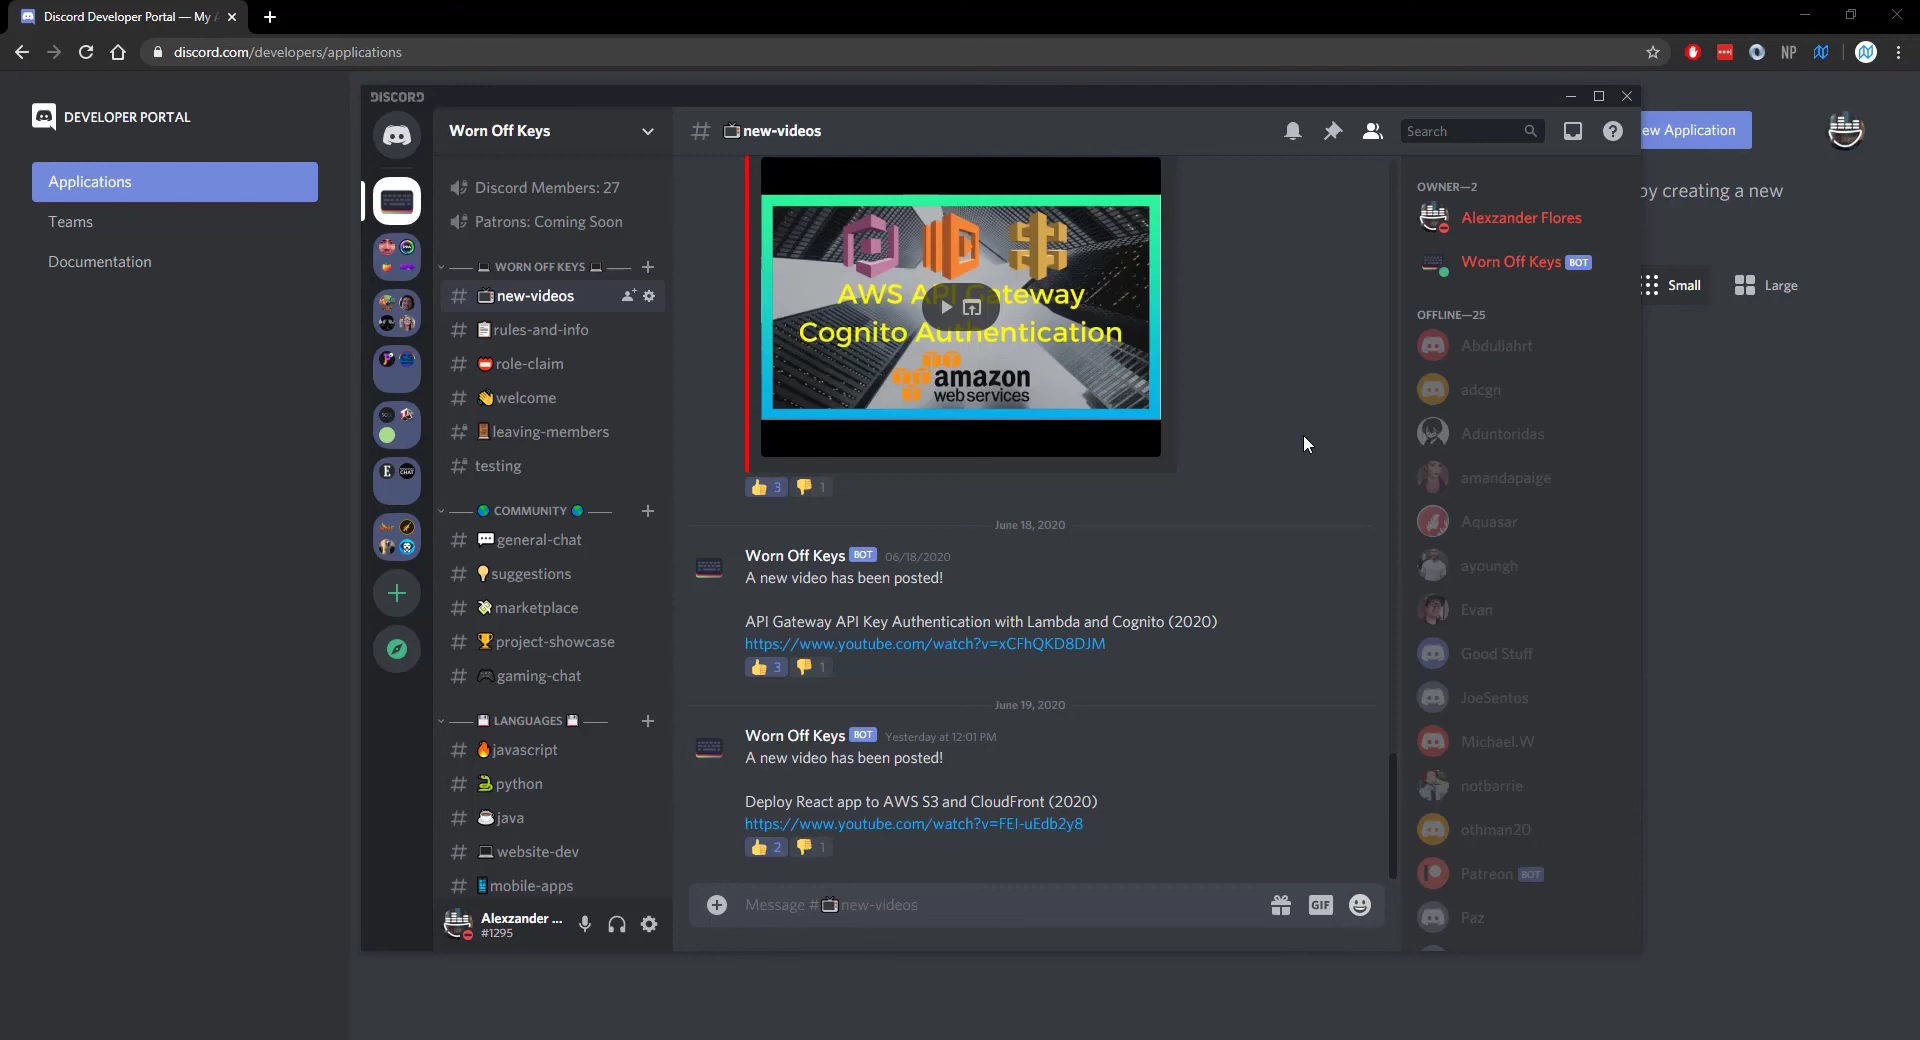 Discord Developer Portal — My A
discord.com/developers/applications
NP
DEVELOPER PORTAL
Applications
Teams
Documentation
ew Application
by creating a new
Small
Large
DISCORD
Worn Off Keys
Discord Members: 27
Patrons: Coming Soon
WORN OFF KEYS
new-videos
rules-and-info
role-claim
welcome
leaving-members
testing
COMMUNITY
general-chat
suggestions
marketplace
project-showcase
gaming-chat
LANGUAGES
javascript
python
java
website-dev
mobile-apps
Alexzander ...
#1295
new-videos
Search
AWS API Gateway
Cognito Authentication
amazon
web services
3 1
June 18, 2020
Worn Off Keys BOT 06/18/2020
A new video has been posted!
API Gateway API Key Authentication with Lambda and Cognito (2020)
https://www.youtube.com/watch?v=xCFhQKD8DJM
3 1
June 19, 2020
Worn Off Keys BOT Yesterday at 12:01 PM
A new video has been posted!
Deploy React app to AWS S3 and CloudFront (2020)
https://www.youtube.com/watch?v=FEI-uEdb2y8
2 1
Message # new-videos
GIF
OWNER—2
Alexzander Flores
Worn Off Keys BOT
OFFLINE—25
Abdullahrt
adcgn
Aduntoridas
amandapaige
Aquasar
ayoungh
Evan
Good Stuff
JoeSentos
Michael.W
notbarrie
othman20
Patreon BOT
Paz